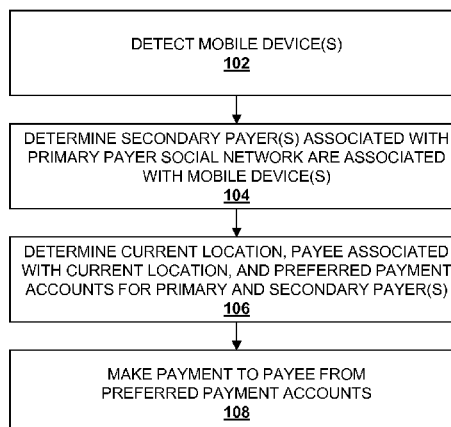 DETECT MOBILE DEVICE(S)
102
DETERMINE SECONDARY PAYER(S) ASSOCIATED WITH
PRIMARY PAYER SOCIAL NETWORK ARE ASSOCIATED
WITH MOBILE DEVICE(S)
104
DETERMINE CURRENT LOCATION, PAYEE ASSOCIATED
WITH CURRENT LOCATION, AND PREFERRED PAYMENT
ACCOUNTS FOR PRIMARY AND SECONDARY PAYER(S)
106
MAKE PAYMENT TO PAYEE FROM
PREFERRED PAYMENT ACCOUNTS
108